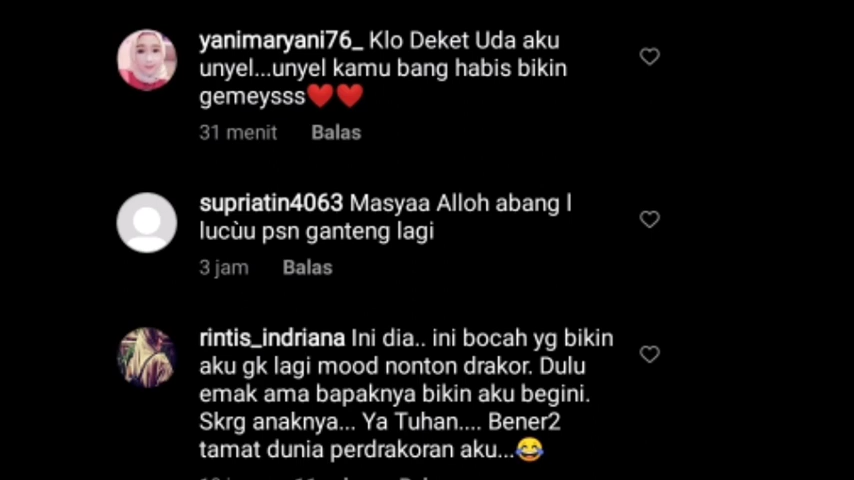 yanimaryani76_ Klo Deket Uda aku
unyel...unyel kamu bang habis bikin
gemeysss❤️❤️
31 menit Balas
supriatin4063 Masyaa Alloh abang l
lucùu psn ganteng lagi
3 jam Balas
rintis_indriana Ini dia.. ini bocah yg bikin
aku gk lagi mood nonton drakor. Dulu
emak ama bapaknya bikin aku begini.
Skrg anaknya... Ya Tuhan.... Bener2
tamat dunia perdrakoran aku...😂